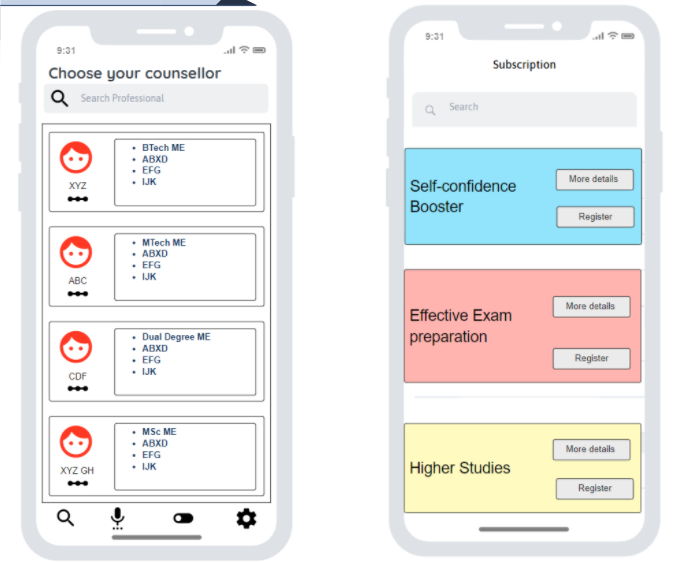 9:31
Choose your counsellor
Search Professional
XYZ
• BTech ME
• ABXD
• EFG
• IJK
ABC
• MTech ME
• ABXD
• EFG
• IJK
CDF
• Dual Degree ME
• ABXD
• EFG
• IJK
XYZ GH
• MSc ME
• ABXD
• EFG
• IJK
9:31
Subscription
Search
Self-confidence
Booster
More details
Register
Effective Exam
preparation
More details
Register
Higher Studies
More details
Register